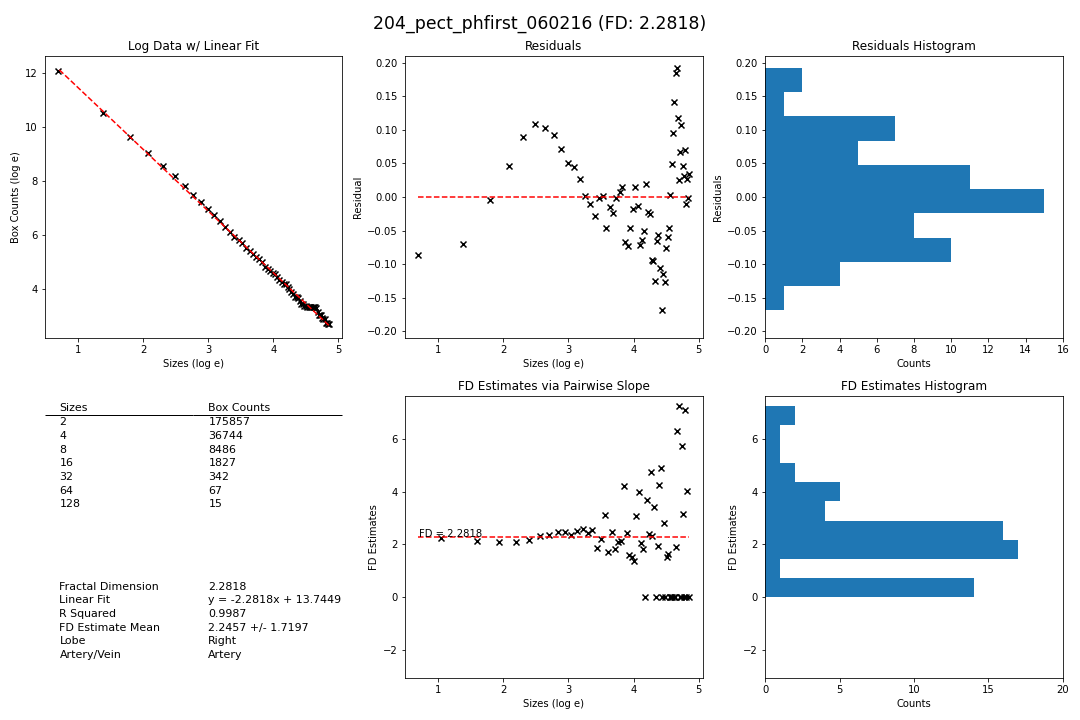 204_pect_phfirst_060216 (FD: 2.2818)
Log Data w/ Linear Fit
Box Counts (log e)
12
10
8
6
4
1 2 3 4 5
Sizes (log e)
Residuals
Residual
0.20
0.15
0.10
0.05
0.00
−0.05
−0.10
−0.15
−0.20
1 2 3 4 5
Sizes (log e)
Residuals Histogram
Residuals
0.20
0.15
0.10
0.05
0.00
−0.05
−0.10
−0.15
−0.20
0 2 4 6 8 10 12 14 16
Counts
Sizes Box Counts
2 175857
4 36744
8 8486
16 1827
32 342
64 67
128 15
Fractal Dimension 2.2818
Linear Fit y = -2.2818x + 13.7449
R Squared 0.9987
FD Estimate Mean 2.2457 +/- 1.7197
Lobe Right
Artery/Vein Artery
FD Estimates via Pairwise Slope
FD Estimates
6
4
2
0
−2
FD = 2.2818
1 2 3 4 5
Sizes (log e)
FD Estimates Histogram
FD Estimates
6
4
2
0
−2
0 5 10 15 20
Counts